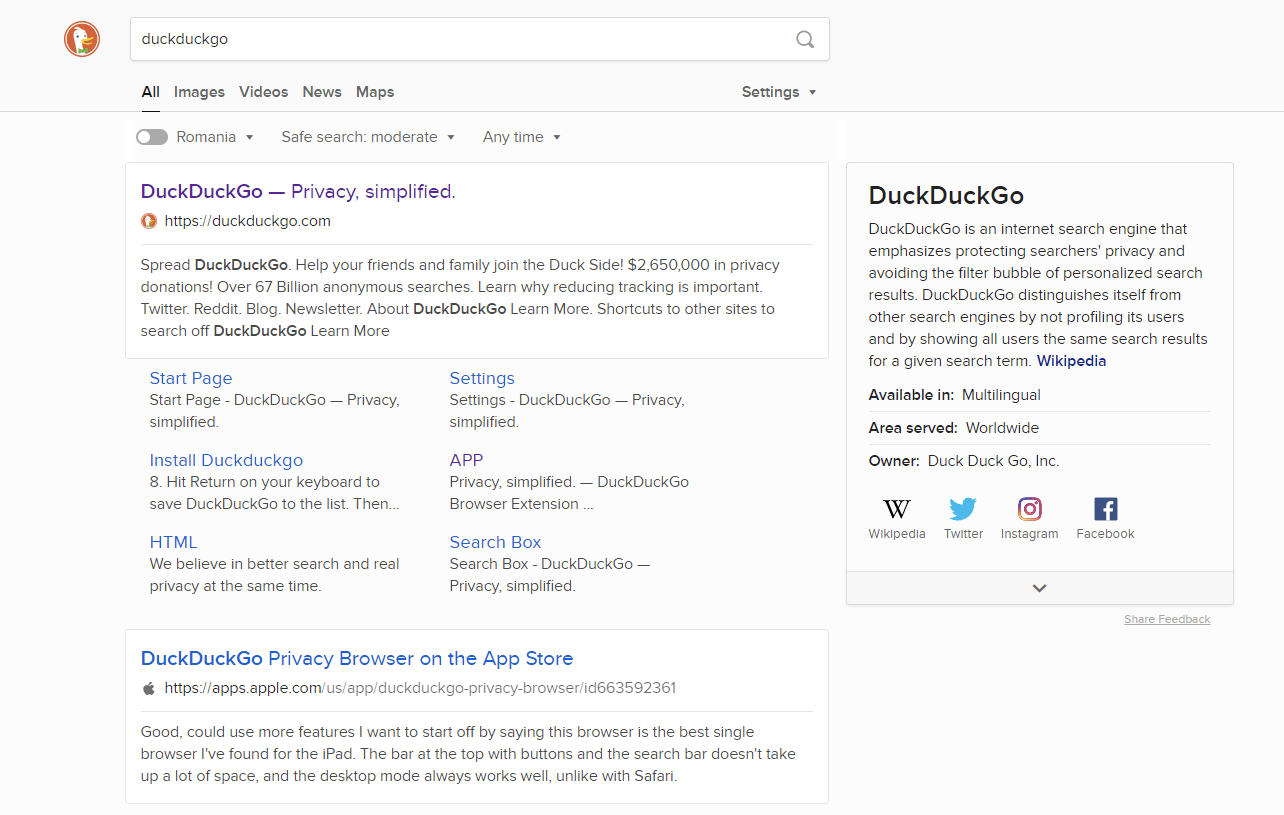 duckduckgo
All Images Videos News Maps Settings
Romania Safe search: moderate Any time
DuckDuckGo — Privacy, simplified.
https://duckduckgo.com
Spread DuckDuckGo. Help your friends and family join the Duck Side! $2,650,000 in privacy
donations! Over 67 Billion anonymous searches. Learn why reducing tracking is important.
Twitter. Reddit. Blog. Newsletter. About DuckDuckGo Learn More. Shortcuts to other sites to
search off DuckDuckGo Learn More
Start Page
Start Page - DuckDuckGo — Privacy,
simplified.
Settings
Settings - DuckDuckGo — Privacy,
simplified.
Install Duckduckgo
8. Hit Return on your keyboard to
save DuckDuckGo to the list. Then...
APP
Privacy, simplified. — DuckDuckGo
Browser Extension ...
HTML
We believe in better search and real
privacy at the same time.
Search Box
Search Box - DuckDuckGo —
Privacy, simplified.
DuckDuckGo Privacy Browser on the App Store
https://apps.apple.com/us/app/duckduckgo-privacy-browser/id663592361
Good, could use more features I want to start off by saying this browser is the best single
browser I've found for the iPad. The bar at the top with buttons and the search bar doesn't take
up a lot of space, and the desktop mode always works well, unlike with Safari.
DuckDuckGo
DuckDuckGo is an internet search engine that
emphasizes protecting searchers' privacy and
avoiding the filter bubble of personalized search
results. DuckDuckGo distinguishes itself from
other search engines by not profiling its users
and by showing all users the same search results
for a given search term. Wikipedia
Available in: Multilingual
Area served: Worldwide
Owner: Duck Duck Go, Inc.
W
Wikipedia Twitter Instagram Facebook
Share Feedback